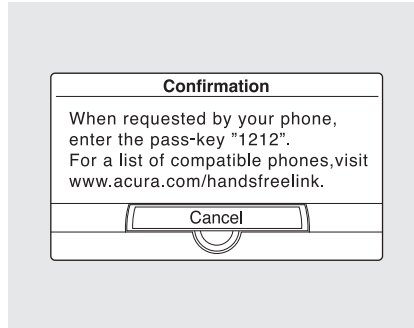 Confirmation
When requested by your phone,
enter the pass-key "1212".
For a list of compatible phones,visit
www.acura.com/handsfreelink.
Cancel